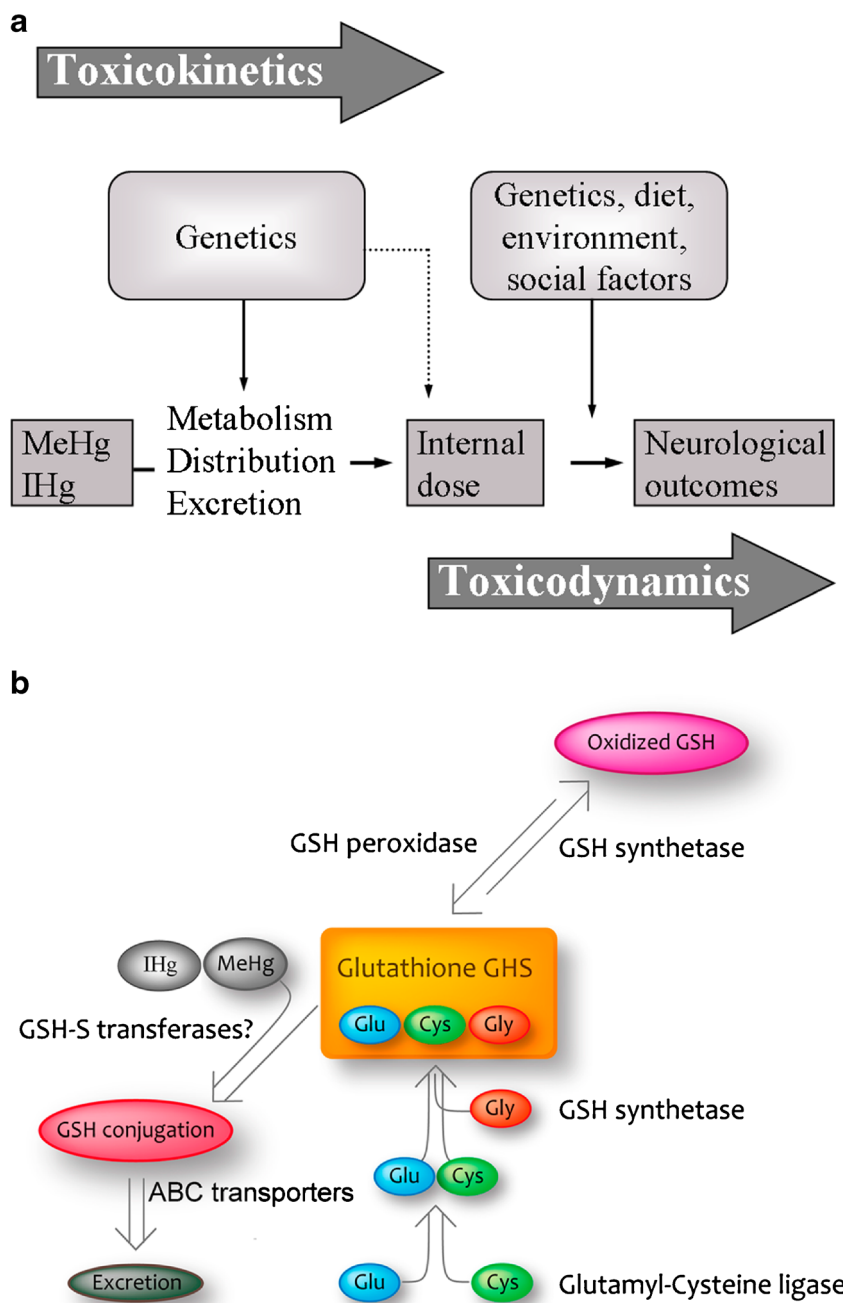 a
Toxicokinetics
Genetics
Genetics, diet,
environment,
social factors
MeHg
IHg
Metabolism
Distribution
Excretion
Internal
dose
Neurological
outcomes
Toxicodynamics
b
Oxidized GSH
GSH peroxidase
GSH synthetase
IHg
MeHg
Glutathione GHS
Glu
Cys
Gly
GSH-S transferases?
GSH conjugation
Gly
GSH synthetase
Glu
Cys
ABC transporters
Excretion
Glu
Cys
Glutamyl-Cysteine ligase